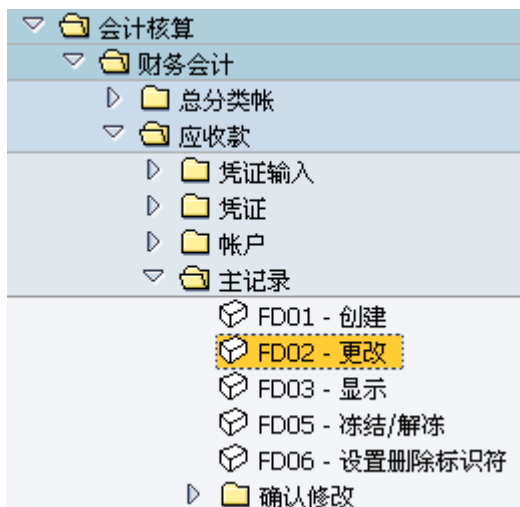 会计核算
财务会计
总分类帐
应收款
凭证输入
凭证
帐户
主记录
FD01 - 创建
FD02 - 更改
FD03 - 显示
FD05 - 冻结/解冻
FD06 - 设置删除标识符
确认修改